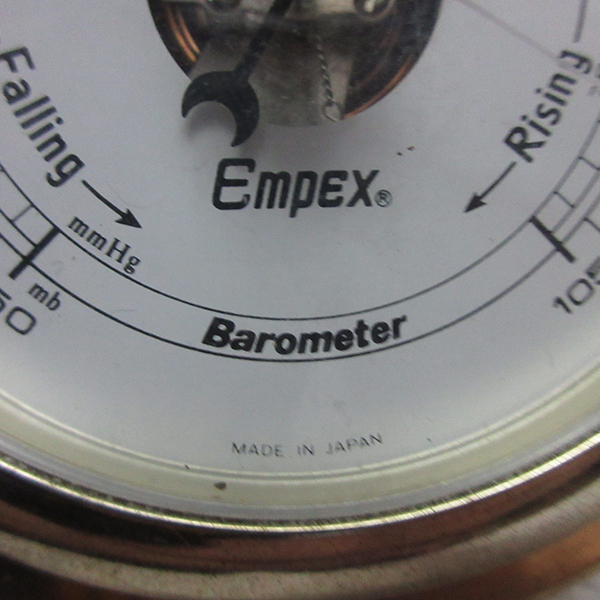 Falling
Rising
EMPEX®
mmHg
mb
Barometer
MADE IN JAPAN